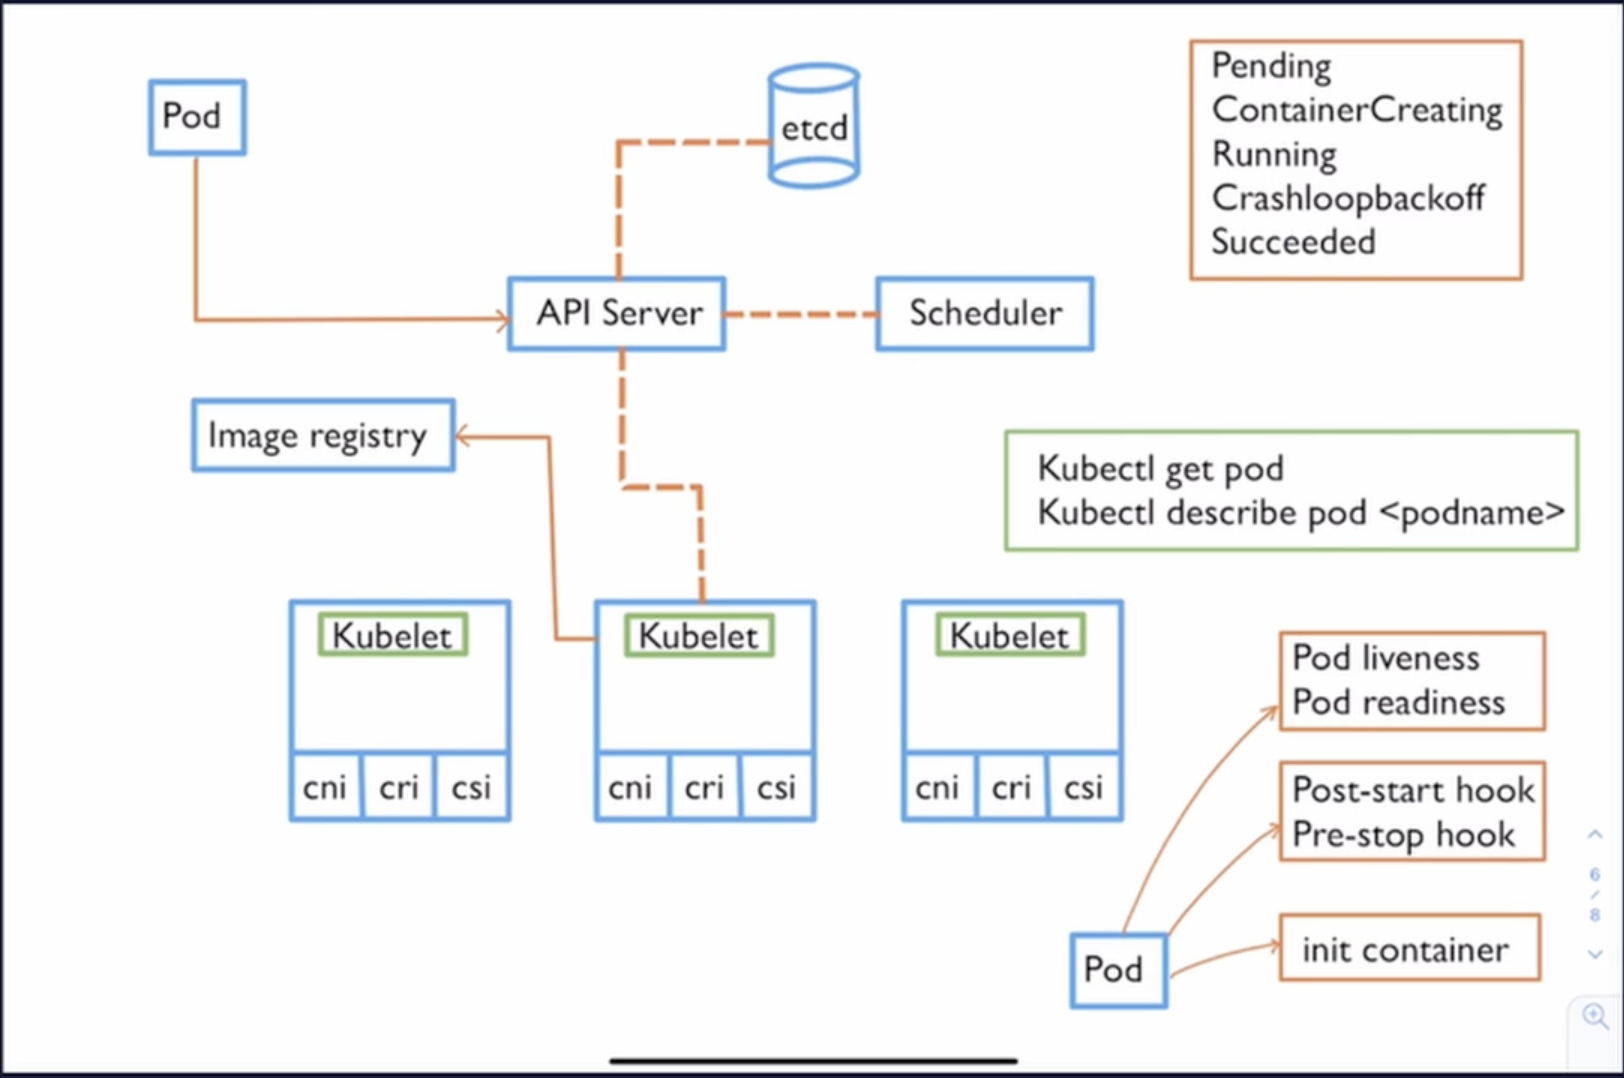 Pod
etcd
Pending
ContainerCreating
Running
Crashloopbackoff
Succeeded
API Server
Scheduler
Image registry
Kubectl get pod
Kubectl describe pod <podname>
Kubelet
cni cri csi
Kubelet
cni cri csi
Kubelet
cni cri csi
Pod liveness
Pod readiness
Post-start hook
Pre-stop hook
init container
Pod
6
/
8